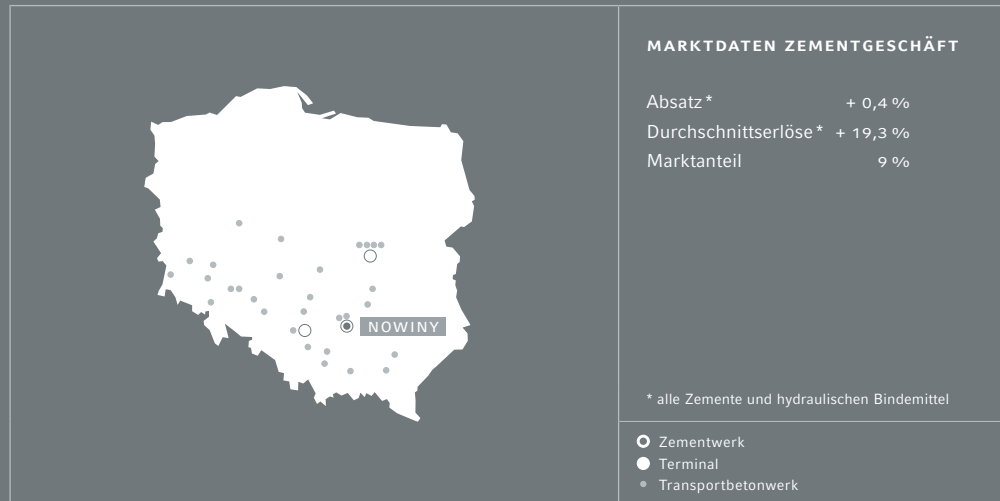 MARKTDATEN ZEMENTGESCHÄFT
Absatz * + 0,4 %
Durchschnittserlöse * + 19,3 %
Marktanteil 9 %
NOWINY
* alle Zemente und hydraulischen Bindemittel
Zementwerk
Terminal
Transportbetonwerk